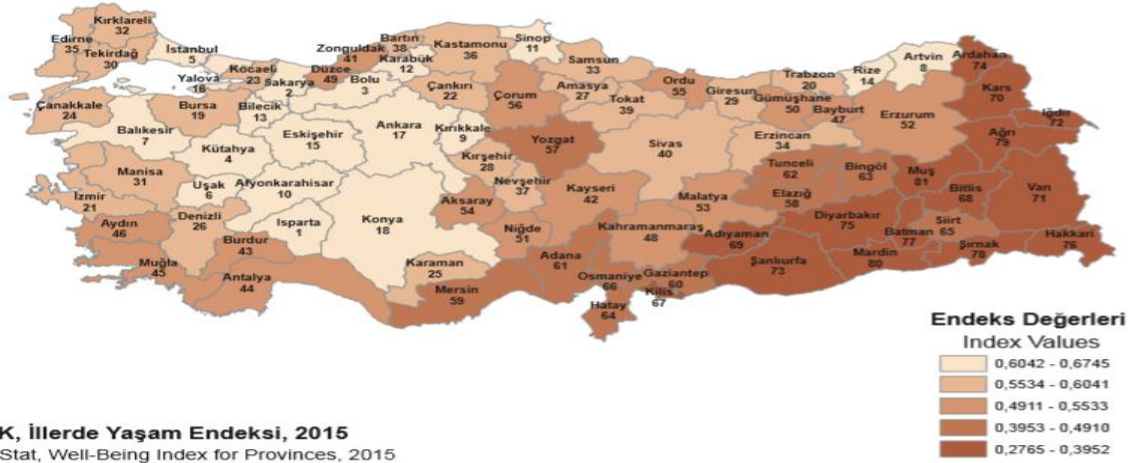 Kırklareli
32
Edirne
35
Tekirdağ
30
İstanbul
5
Yalova
16
Kocaeli
23
Sakarya
2
Düzce
49
Zonguldak
41
Bartın
38
Karabük
12
Bolu
3
Kastamonu
36
Sinop
11
Samsun
33
Çankırı
22
Çorum
56
Amasya
27
Tokat
39
Ordu
55
Giresun
29
Trabzon
20
Gümüşhane
50
Bayburt
47
Rize
14
Artvin
8
Ardahan
74
Kars
70
Iğdır
72
Çanakkale
24
Balıkesir
7
Bursa
19
Bilecik
13
Kütahya
4
Eskişehir
15
Ankara
17
Kırıkkale
9
Kırşehir
28
Yozgat
57
Sivas
40
Erzincan
34
Erzurum
52
Ağrı
79
Manisa
31
İzmir
21
Uşak
6
Afyonkarahisar
10
Aydın
46
Denizli
26
Isparta
1
Burdur
43
Muğla
45
Antalya
44
Konya
18
Karaman
25
Aksaray
54
Nevşehir
37
Niğde
51
Kayseri
42
Mersin
59
Adana
61
Osmaniye
66
Hatay
64
Kahramanmaraş
48
Gaziantep
60
Kilis
67
Malatya
53
Adıyaman
69
Şanlıurfa
73
Tunceli
62
Elazığ
58
Bingöl
63
Muş
81
Diyarbakır
75
Batman
77
Mardin
80
Bitlis
68
Siirt
65
Şırnak
78
Van
71
Hakkari
76
Endeks Değerleri
Index Values
0,6042 - 0,6745
0,5534 - 0,6041
0,4911 - 0,5533
0,3953 - 0,4910
0,2765 - 0,3952
K, İllerde Yaşam Endeksi, 2015
Stat, Well-Being Index for Provinces, 2015